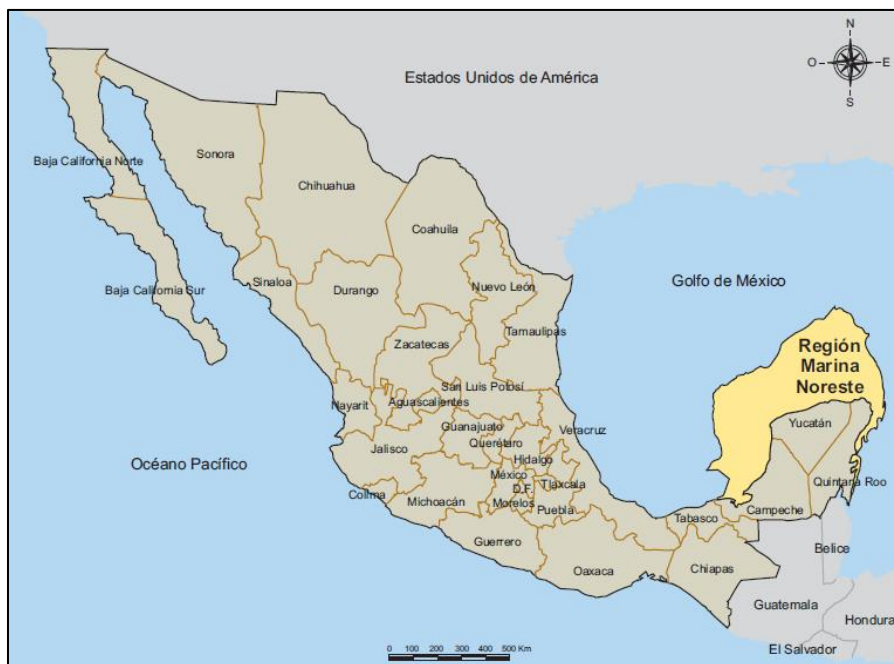 N
O
E
S
Estados Unidos de América
Baja California Norte
Sonora
Chihuahua
Coahuila
Baja California Sur
Sinaloa
Durango
Nuevo León
Golfo de México
Tamaulipas
Zacatecas
Región
Marina
Noreste
San Luis Potosí
Nayarit
Aguascalientes
Yucatán
Guanajuato
Veracruz
Querétaro
Jalisco
Hidalgo
Océano Pacífico
México
Tlaxcala
Quintana Roo
D.F.
Colima
Michoacán
Morelos
Puebla
Campeche
Tabasco
Guerrero
Belice
Oaxaca
Chiapas
Guatemala
Hondura
El Salvador
0 100 200 300 400 500 Km